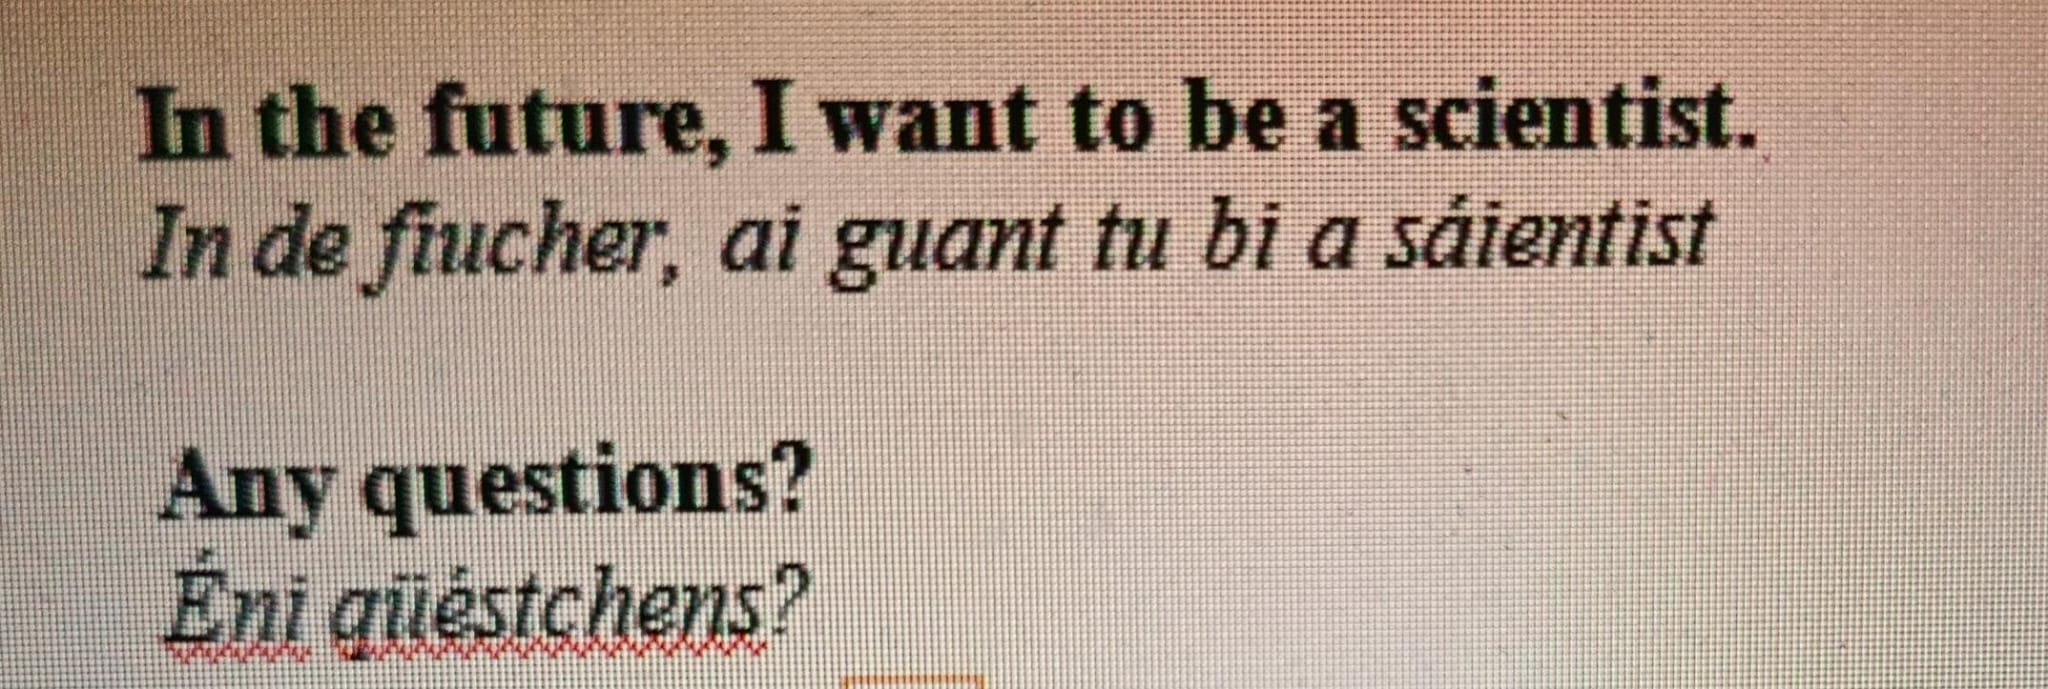 In the future, I want to be a scientist.
In de fiucher, ai guant tu bi a sáientist
Any questions?
Éni qüéstchens?